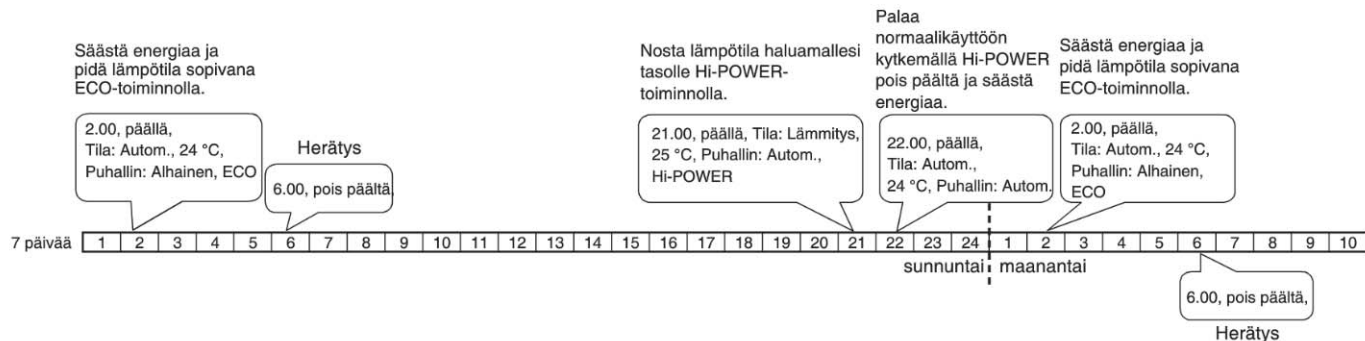 Säästä energiaa ja
pidä lämpötila sopivana
ECO-toiminnolla.
2.00, päällä,
Tila: Autom., 24 °C,
Puhallin: Alhainen, ECO
Herätys
6.00, pois päältä,
Nosta lämpötila haluamallesi
tasolle Hi-POWER-
toiminnolla.
21.00, päällä, Tila: Lämmitys,
25 °C, Puhallin: Autom.,
Hi-POWER
Palaa
normaalikäyttöön
kytkemällä Hi-POWER
pois päältä ja säästä
energiaa.
22.00, päällä,
Tila: Autom.,
24 °C, Puhallin: Autom.
Säästä energiaa ja
pidä lämpötila sopivana
ECO-toiminnolla.
2.00, päällä,
Tila: Autom., 24 °C,
Puhallin: Alhainen,
ECO
7 päivää 1 2 3 4 5 6 7 8 9 10 11 12 13 14 15 16 17 18 19 20 21 22 23 24 1 2 3 4 5 6 7 8 9 10
sunnuntai maanantai
6.00, pois päältä,
Herätys